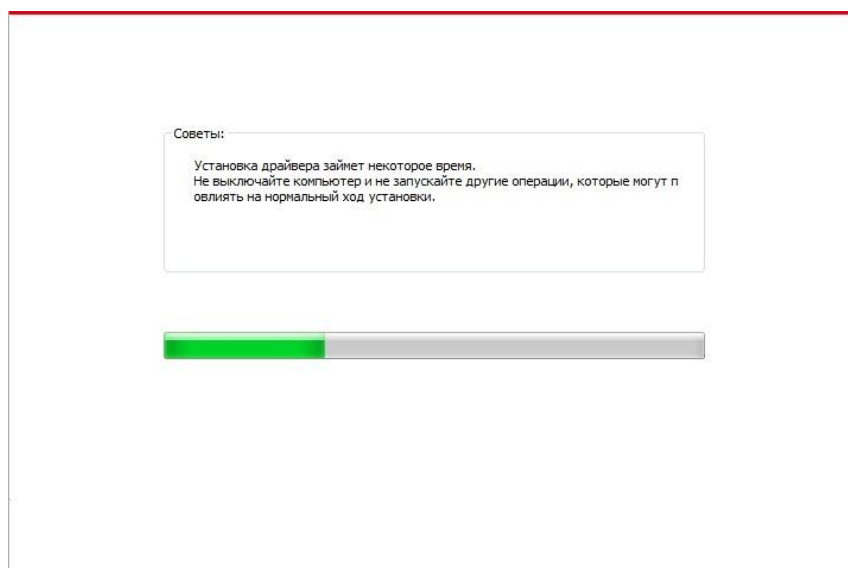 Советы:
Установка драйвера займет некоторое время.
Не выключайте компьютер и не запускайте другие операции, которые могут п
овлиять на нормальный ход установки.